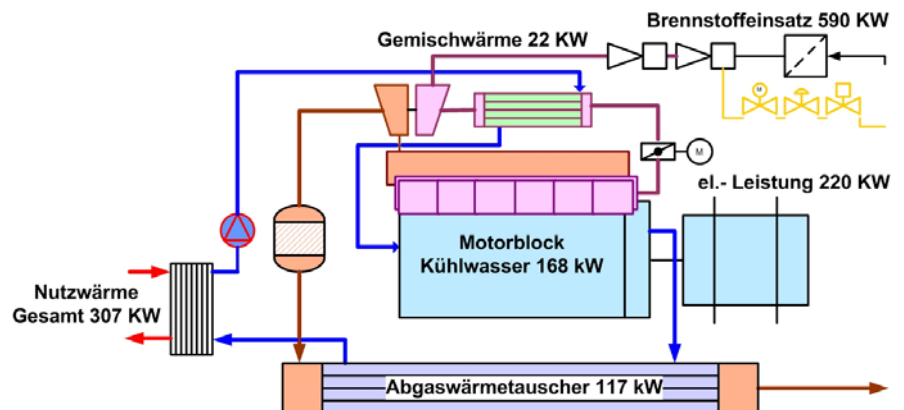 Brennstoffeinsatz 590 KW
Gemischwärme 22 KW
M
M
el.- Leistung 220 KW
Motorblock
Kühlwasser 168 kW
Nutzwärme
Gesamt 307 KW
Abgaswärmetauscher 117 kW